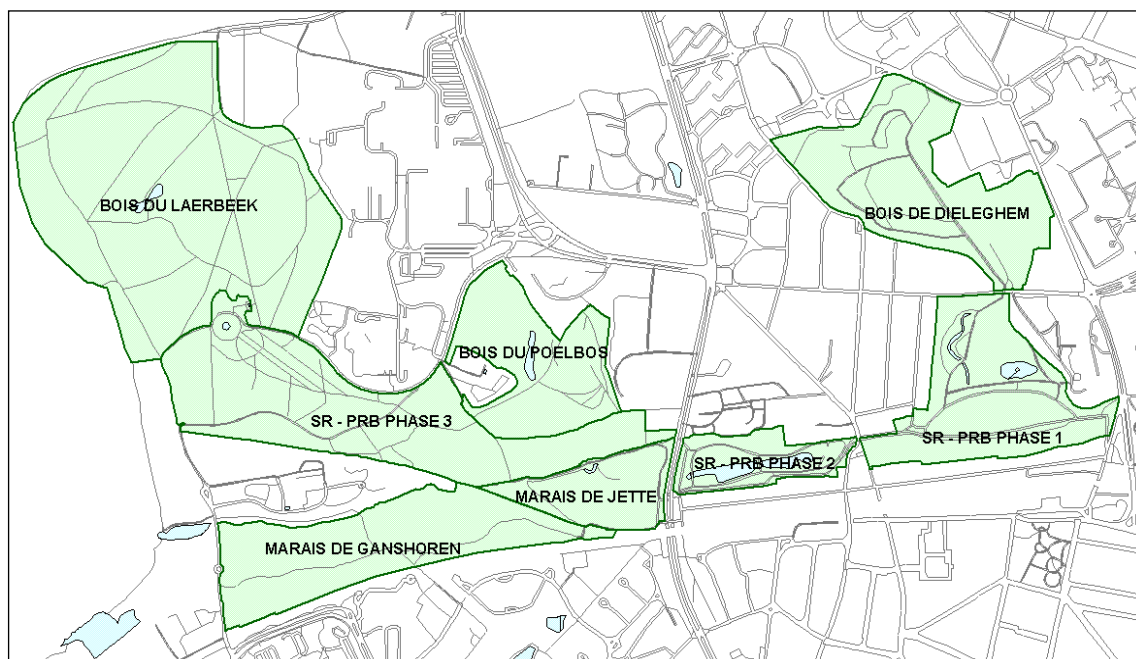 BOIS DU LAERBEEK
BOIS DE DIELEGHEM
BOIS DU POELBOS
SR - PRB PHASE 3
SR - PRB PHASE 1
SR - PRB PHASE 2
MARAIS DE JETTE
MARAIS DE GANSHOREN